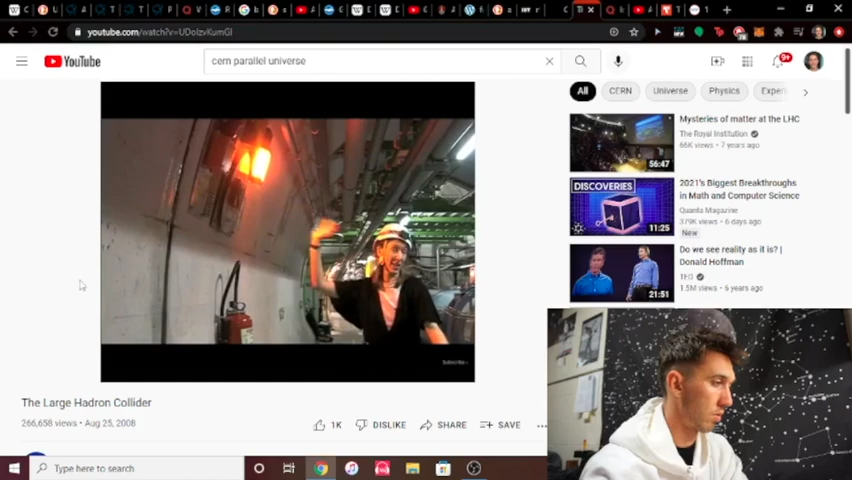 youtube.com/watch?v=UDoIzvKumGI
YouTube
cern parallel universe
9+
All
CERN
Universe
Physics
Mysteries of matter at the LHC
The Royal Institution
66K views • 7 years ago
56:47
DISCOVERIES
11:25
2021's Biggest Breakthroughs
in Math and Computer Science
Quanta Magazine
379K views • 6 days ago
New
Do we see reality as it is? |
Donald Hoffman
TED
1.5M views • 6 years ago
21:51
Subscribe
The Large Hadron Collider
266,658 views • Aug 25, 2008
1K
DISLIKE
SHARE
SAVE
Type here to search